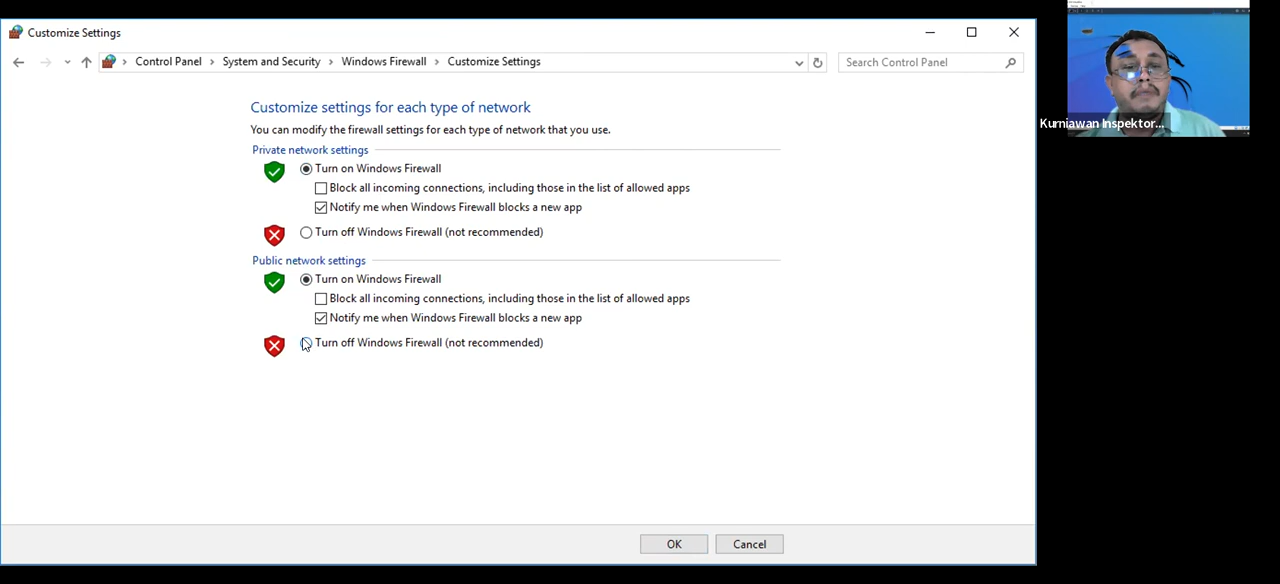 Customize Settings
Control Panel > System and Security > Windows Firewall > Customize Settings
Search Control Panel
Customize settings for each type of network
You can modify the firewall settings for each type of network that you use.
Private network settings
Turn on Windows Firewall
Block all incoming connections, including those in the list of allowed apps
Notify me when Windows Firewall blocks a new app
Turn off Windows Firewall (not recommended)
Public network settings
Turn on Windows Firewall
Block all incoming connections, including those in the list of allowed apps
Notify me when Windows Firewall blocks a new app
Turn off Windows Firewall (not recommended)
OK
Cancel
Kurniawan Inspektor...